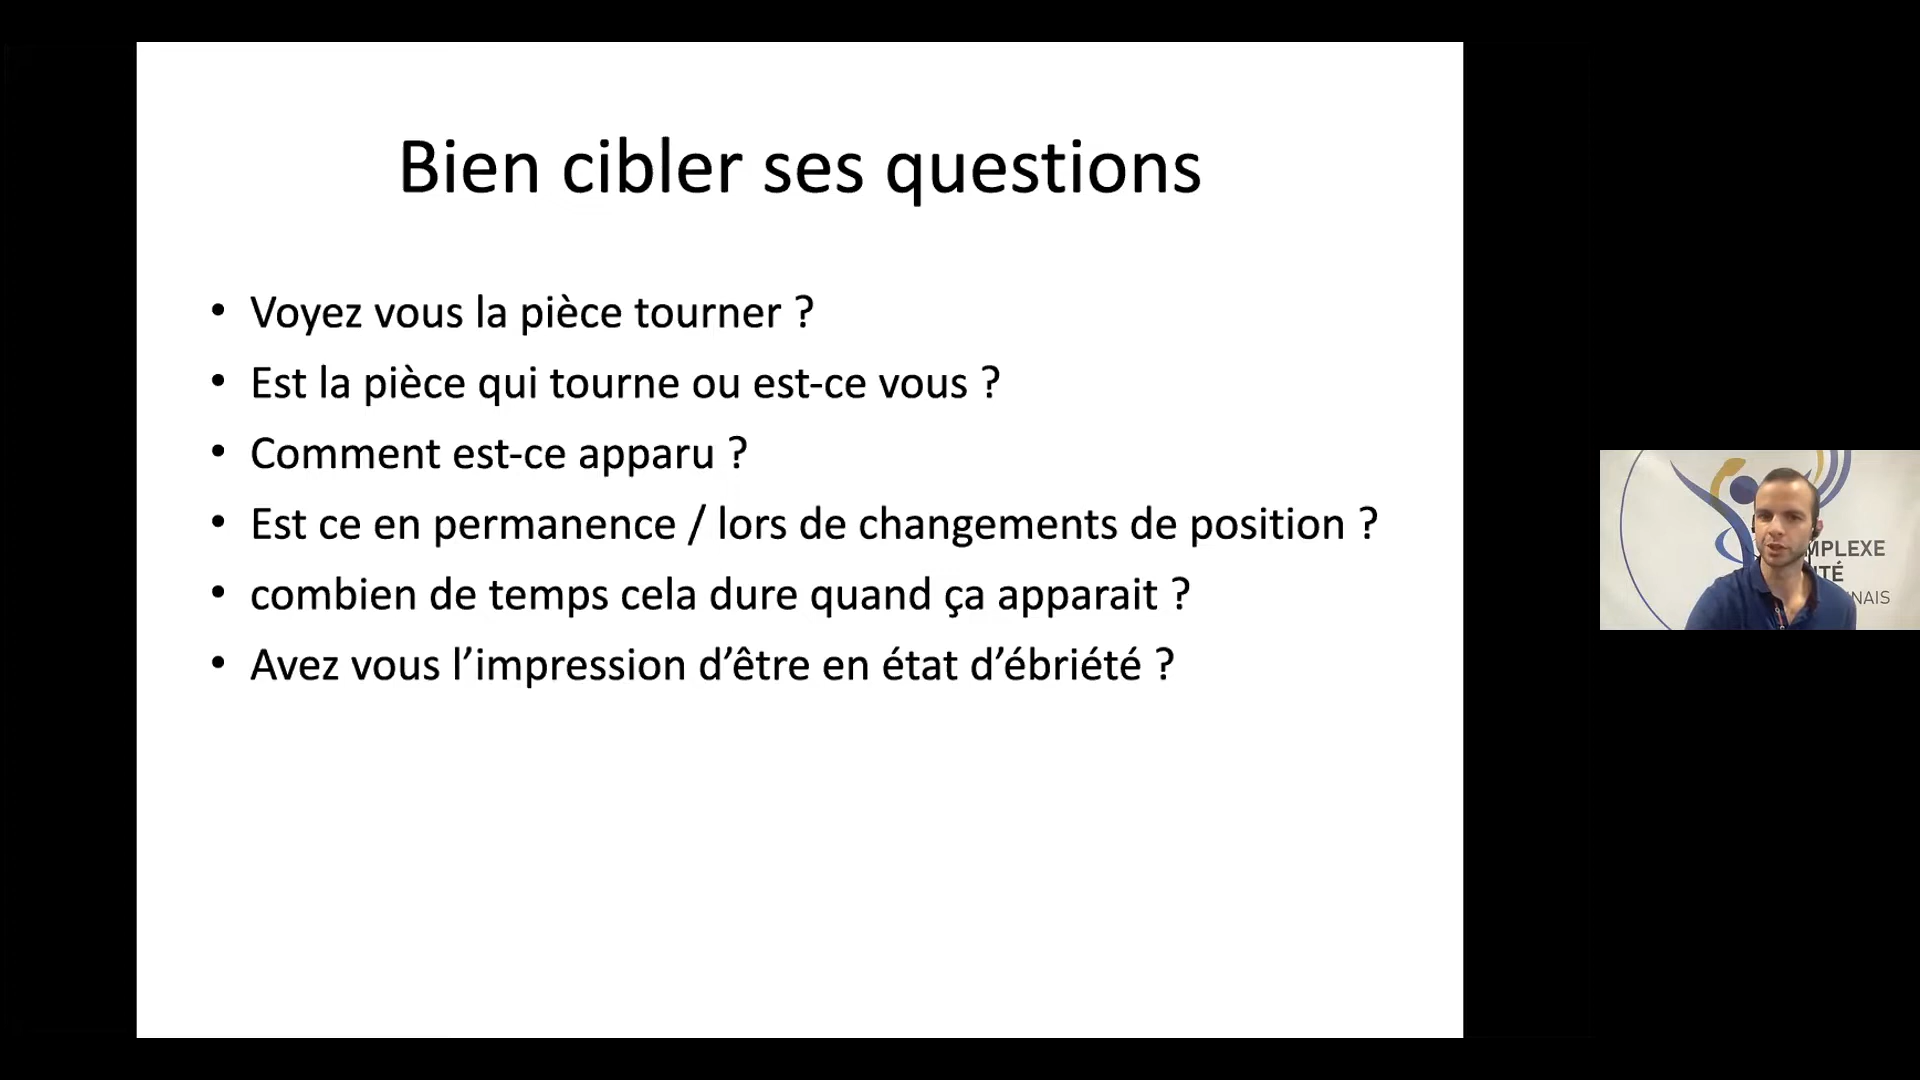 Bien cibler ses questions
• Voyez vous la pièce tourner ?
• Est la pièce qui tourne ou est-ce vous ?
• Comment est-ce apparu ?
• Est ce en permanence / lors de changements de position ?
• combien de temps cela dure quand ça apparait ?
• Avez vous l’impression d’être en état d’ébriété ?